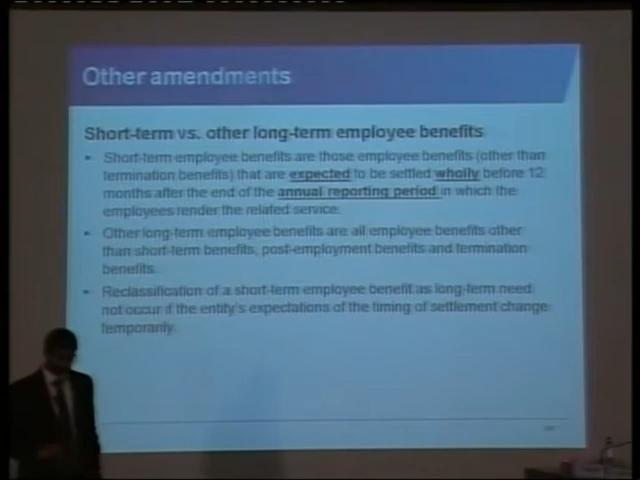 Other amendments
Short-term vs. other long-term employee benefits
• Short-term employee benefits are those employee benefits (other than
termination benefits) that are expected to be settled wholly before 12
months after the end of the annual reporting period in which the
employees render the related service.
• Other long-term employee benefits are all employee benefits other
than short-term benefits, post-employment benefits and termination
benefits.
• Reclassification of a short-term employee benefit as long-term need
not occur if the entity's expectations of the timing of settlement change
temporarily.